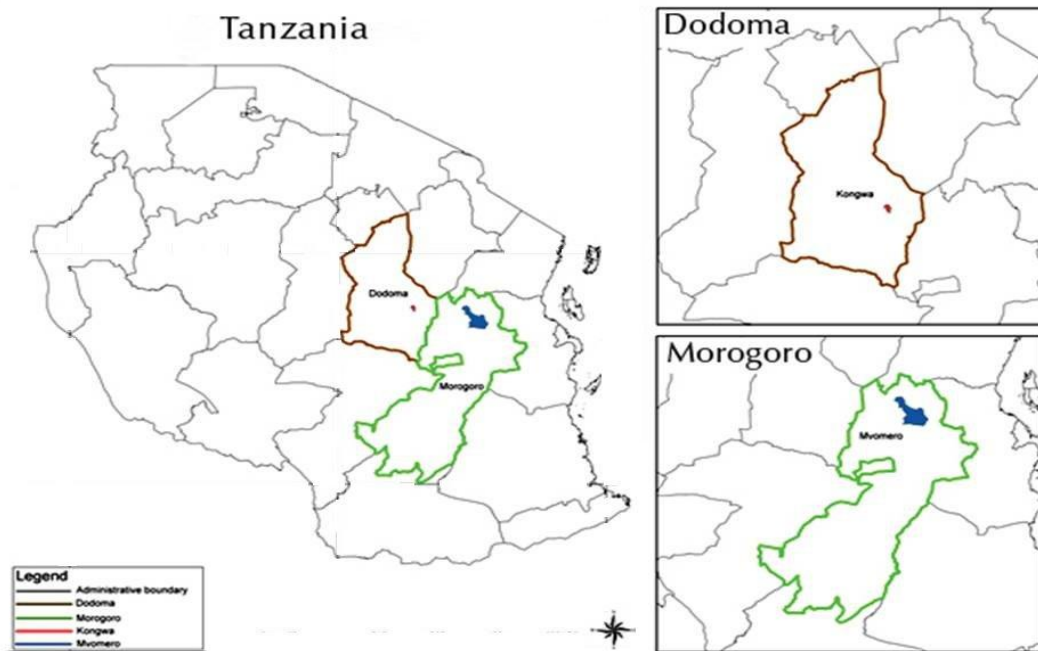 Tanzania
Dodoma
Morogoro
Dodoma
Kongwa
Morogoro
Mvomero
Legend
Administrative boundary
Dodoma
Morogoro
Kongwa
Mvomero